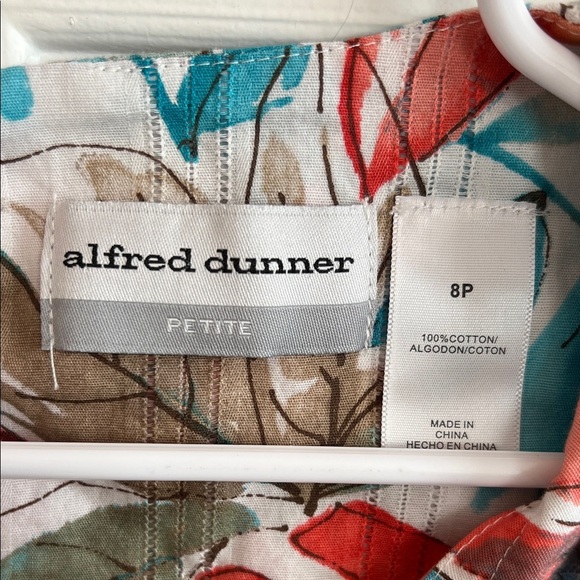 alfred dunner
PETITE
8P
100%COTTON/
ALGODON/COTON
MADE IN
CHINA
HECHO EN CHINA